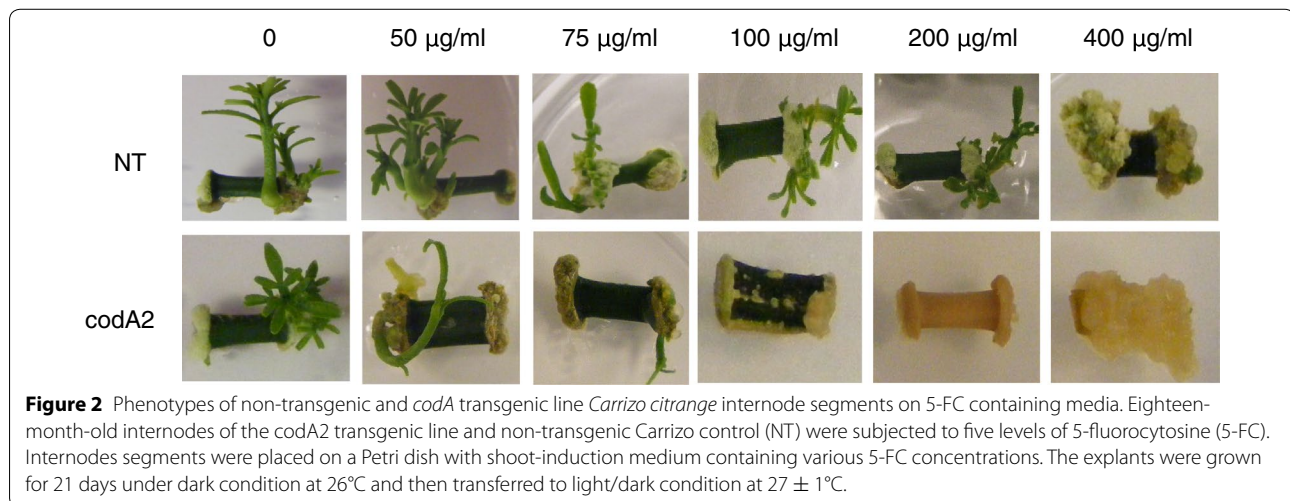 0 50 µg/ml 75 µg/ml 100 µg/ml 200 µg/ml 400 µg/ml
NT
codA2
Figure 2 Phenotypes of non-transgenic and codA transgenic line Carrizo citrange internode segments on 5-FC containing media. Eighteen-
month-old internodes of the codA2 transgenic line and non-transgenic Carrizo control (NT) were subjected to five levels of 5-fluorocytosine (5-FC).
Internodes segments were placed on a Petri dish with shoot-induction medium containing various 5-FC concentrations. The explants were grown
for 21 days under dark condition at 26°C and then transferred to light/dark condition at 27 ± 1°C.